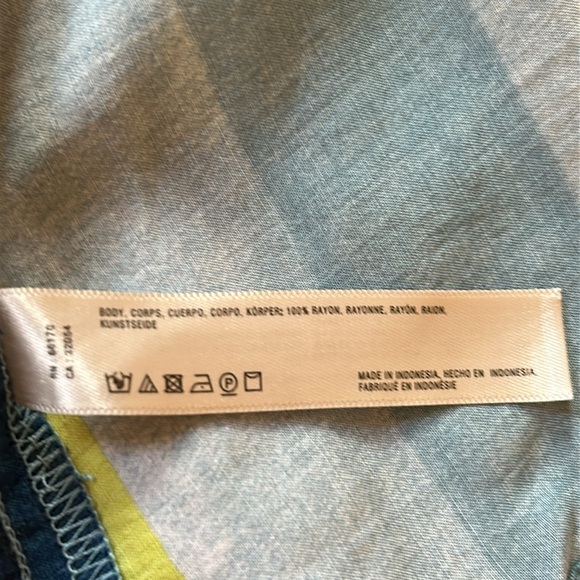 RN 66170
CA 32054
BODY, CORPS, CUERPO, CORPO, KÖRPER; 100% RAYON, RAYONNE, RAYÓN, RAION,
KUNSTSEIDE
P
MADE IN INDONESIA, HECHO EN INDONESIA,
FABRIQUÉ EN INDONÉSIE